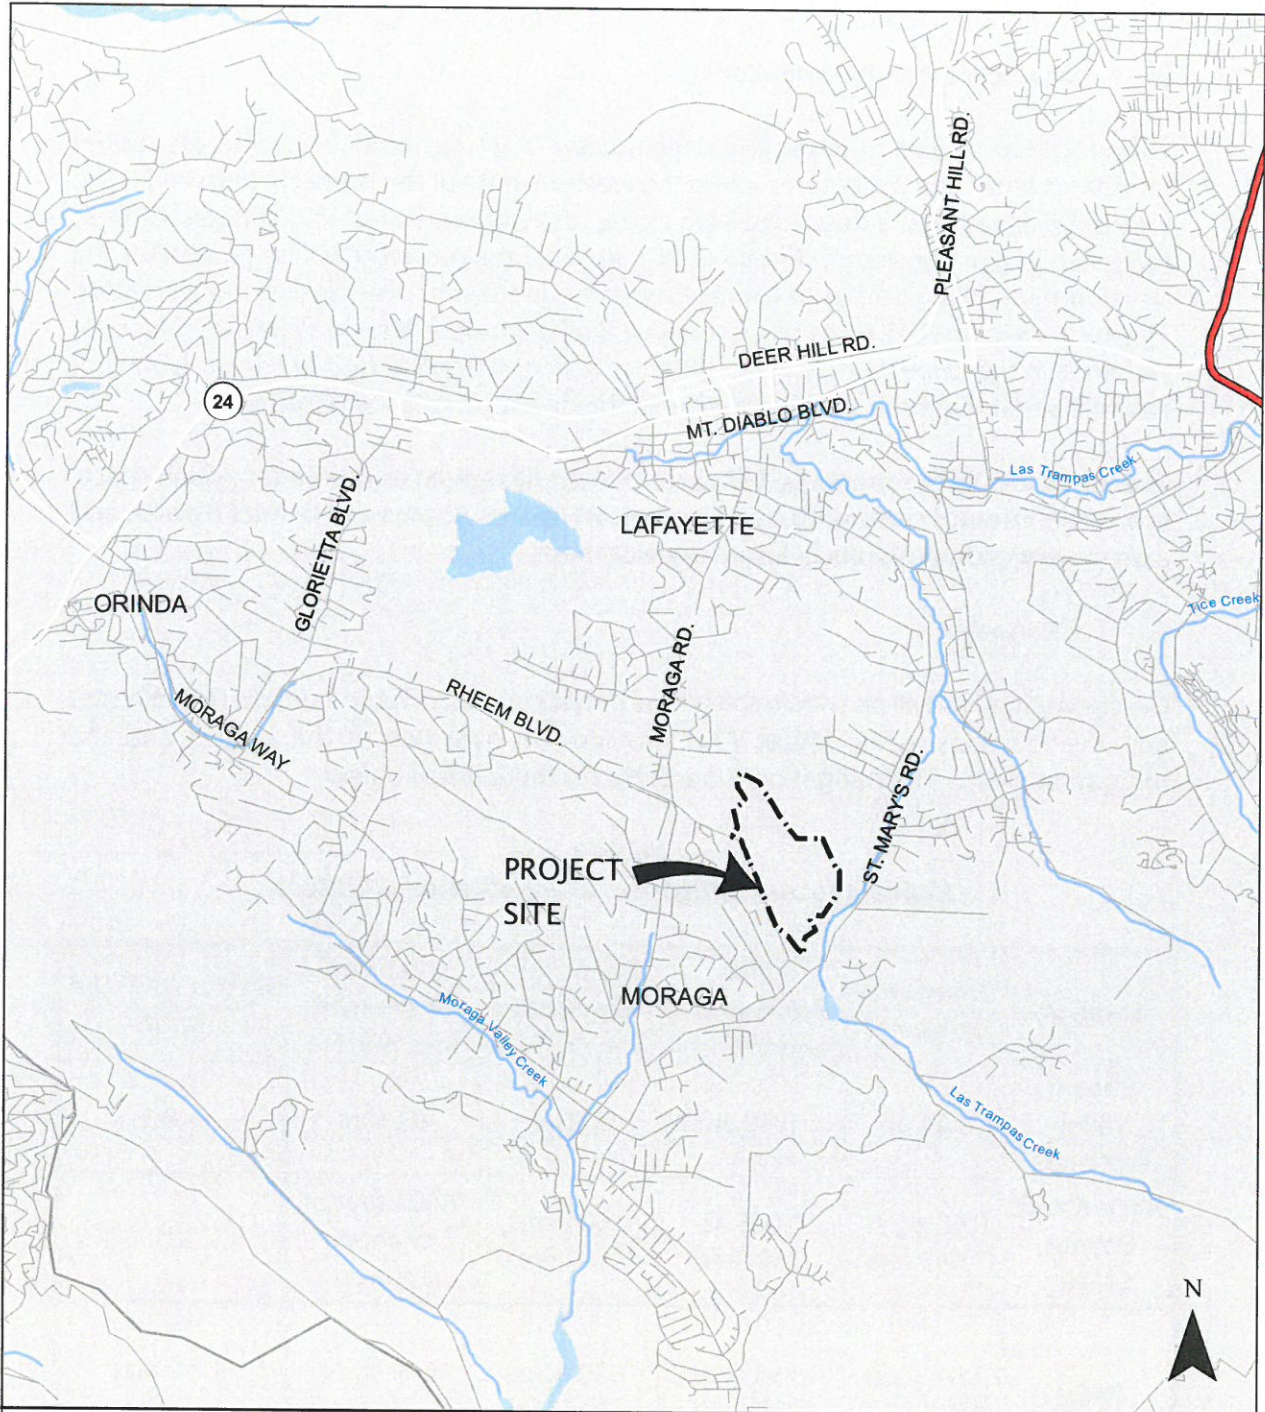 PLEASANT HILL RD.
DEER HILL RD.
24
MT. DIABLO BLVD.
Las Trampas Creek
GLORIETTA BLVD.
LAFAYETTE
ORINDA
Tice Creek
MORAGA RD.
RHEEM BLVD.
MORAGA WAY
ST. MARY'S RD.
PROJECT
SITE
MORAGA
Moraga Valley Creek
Las Trampas Creek
N